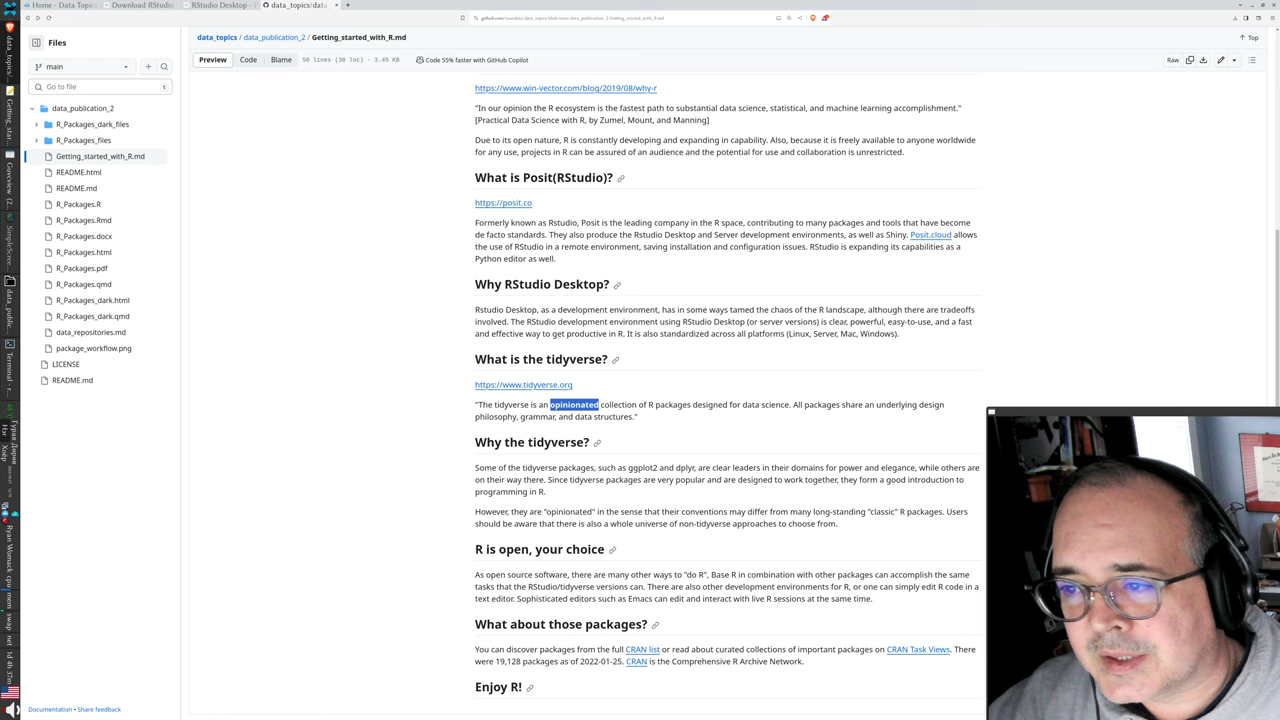 Home - Data Topics
Download RStudio
RStudio Desktop -
data_topics/data
Files
main
Go to file
t
data_publication_2
R_Packages_dark_files
R_Packages_files
Getting_started_with_R.md
README.html
README.md
R_Packages.R
R_Packages.Rmd
R_Packages.docx
R_Packages.html
R_Packages.pdf
R_Packages.qmd
R_Packages_dark.html
R_Packages_dark.qmd
data_repositories.md
package_workflow.png
LICENSE
README.md
Documentation • Share feedback
data_topics / data_publication_2 / Getting_started_with_R.md
Top
Preview
Code
Blame
Code 55% faster with GitHub Copilot
Raw
https://www.win-vector.com/blog/2019/08/why-r
"In our opinion the R ecosystem is the fastest path to substantial data science, statistical, and machine learning accomplishment."
[Practical Data Science with R, by Zumel, Mount, and Manning]
Due to its open nature, R is constantly developing and expanding in capability. Also, because it is freely available to anyone worldwide
for any use, projects in R can be assured of an audience and the potential for use and collaboration is unrestricted.
What is Posit(RStudio)?
https://posit.co
Formerly known as Rstudio, Posit is the leading company in the R space, contributing to many packages and tools that have become
de facto standards. They also produce the Rstudio Desktop and Server development environments, as well as Shiny. Posit.cloud allows
the use of RStudio in a remote environment, saving installation and configuration issues. RStudio is expanding its capabilities as a
Python editor as well.
Why RStudio Desktop?
Rstudio Desktop, as a development environment, has in some ways tamed the chaos of the R landscape, although there are tradeoffs
involved. The RStudio development environment using RStudio Desktop (or server versions) is clear, powerful, easy-to-use, and a fast
and effective way to get productive in R. It is also standardized across all platforms (Linux, Server, Mac, Windows).
What is the tidyverse?
https://www.tidyverse.org
"The tidyverse is an opinionated collection of R packages designed for data science. All packages share an underlying design
philosophy, grammar, and data structures."
Why the tidyverse?
Some of the tidyverse packages, such as ggplot2 and dplyr, are clear leaders in their domains for power and elegance, while others are
on their way there. Since tidyverse packages are very popular and are designed to work together, they form a good introduction to
programming in R.
However, they are "opinionated" in the sense that their conventions may differ from many long-standing "classic" R packages. Users
should be aware that there is also a whole universe of non-tidyverse approaches to choose from.
R is open, your choice
As open source software, there are many other ways to "do R", Base R in combination with other packages can accomplish the same
tasks that the RStudio/tidyverse versions can. There are also other development environments for R, or one can simply edit R code in a
text editor. Sophisticated editors such as Emacs can edit and interact with live R sessions at the same time.
What about those packages?
You can discover packages from the full CRAN list or read about curated collections of important packages on CRAN Task Views. There
were 19,128 packages as of 2022-01-25. CRAN is the Comprehensive R Archive Network.
Enjoy R!